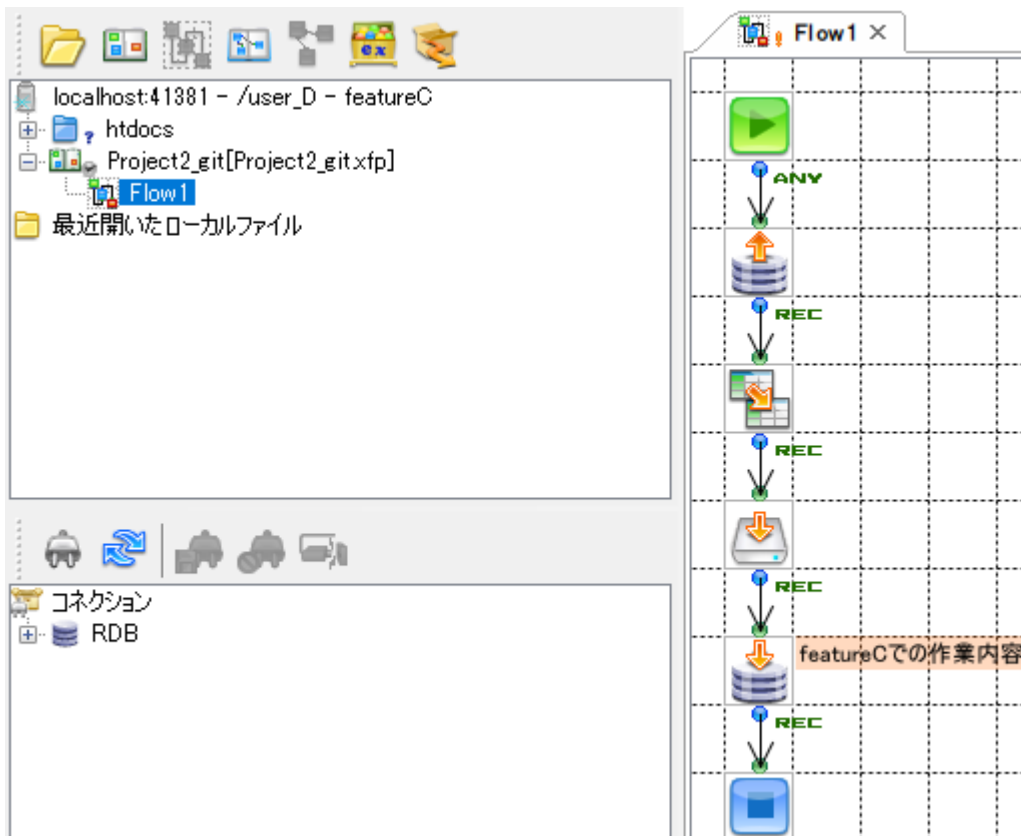 localhost:41381 - /user_D - featureC
htdocs
Project2_git[Project2_git.xfp]
Flow1
最近開いたローカルファイル
コネクション
RDB
Flow1
ANY
REC
REC
REC
featureCでの作業内容
REC